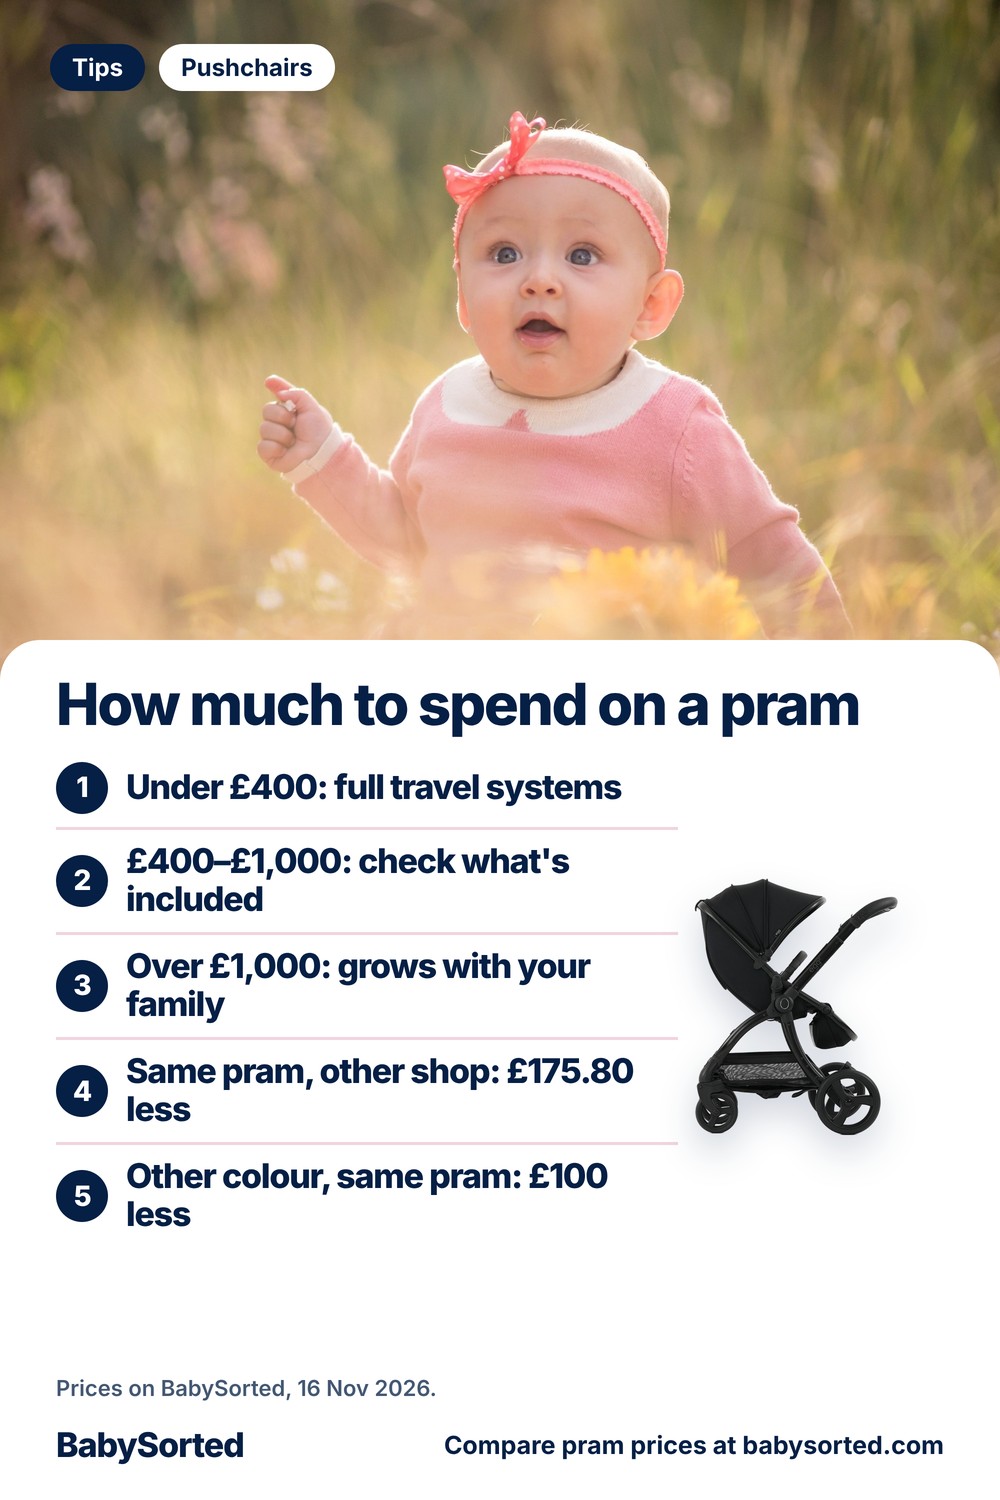 Tips
Pushchairs
How much to spend on a pram
1 Under £400: full travel systems
2 £400–£1,000: check what's
included
3 Over £1,000: grows with your
family
4 Same pram, other shop: £175.80
less
5 Other colour, same pram: £100
less
Prices on BabySorted, 16 Nov 2026.
BabySorted
Compare pram prices at babysorted.com